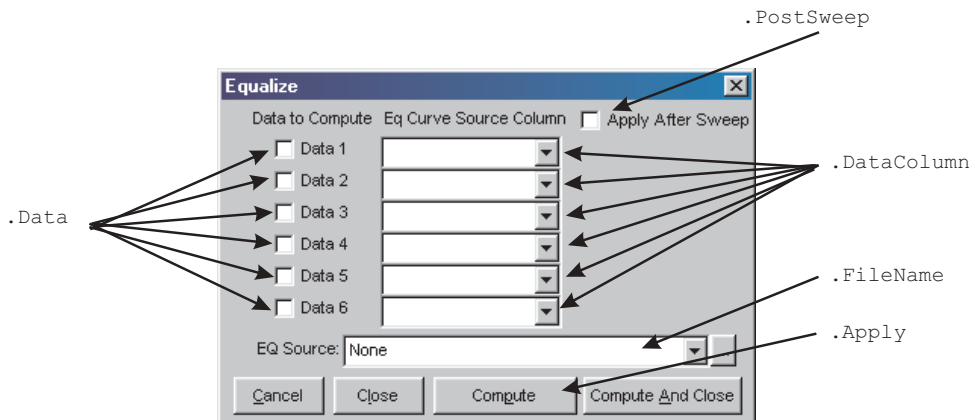 .PostSweep
Equalize
Data to Compute Eq Curve Source Column Apply After Sweep
Data 1
Data 2
Data 3
Data 4
Data 5
Data 6
.Data
.DataColumn
.FileName
EQ Source: None
.Apply
Cancel Close Compute Compute And Close